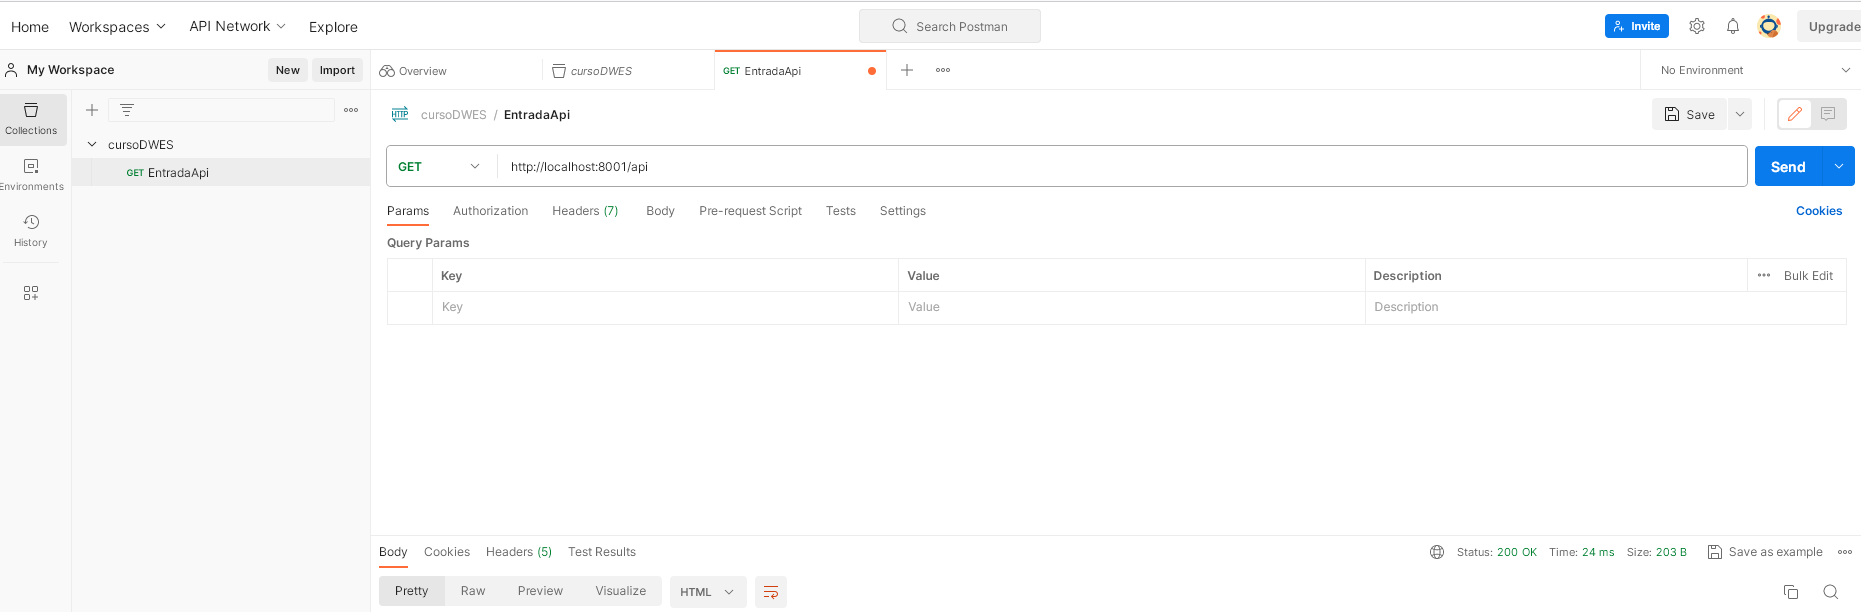 Home Workspaces API Network Explore Search Postman Invite Upgrade
My Workspace New Import Overview cursoDWES GET EntradaApi No Environment
Collections
cursoDWES / EntradaApi Save
cursoDWES
GET EntradaApi
GET http://localhost:8001/api Send
Environments
Params Authorization Headers (7) Body Pre-request Script Tests Settings Cookies
History
Query Params
Key Value Description Bulk Edit
Key Value Description
Body Cookies Headers (5) Test Results Status: 200 OK Time: 24 ms Size: 203 B Save as example
Pretty Raw Preview Visualize HTML